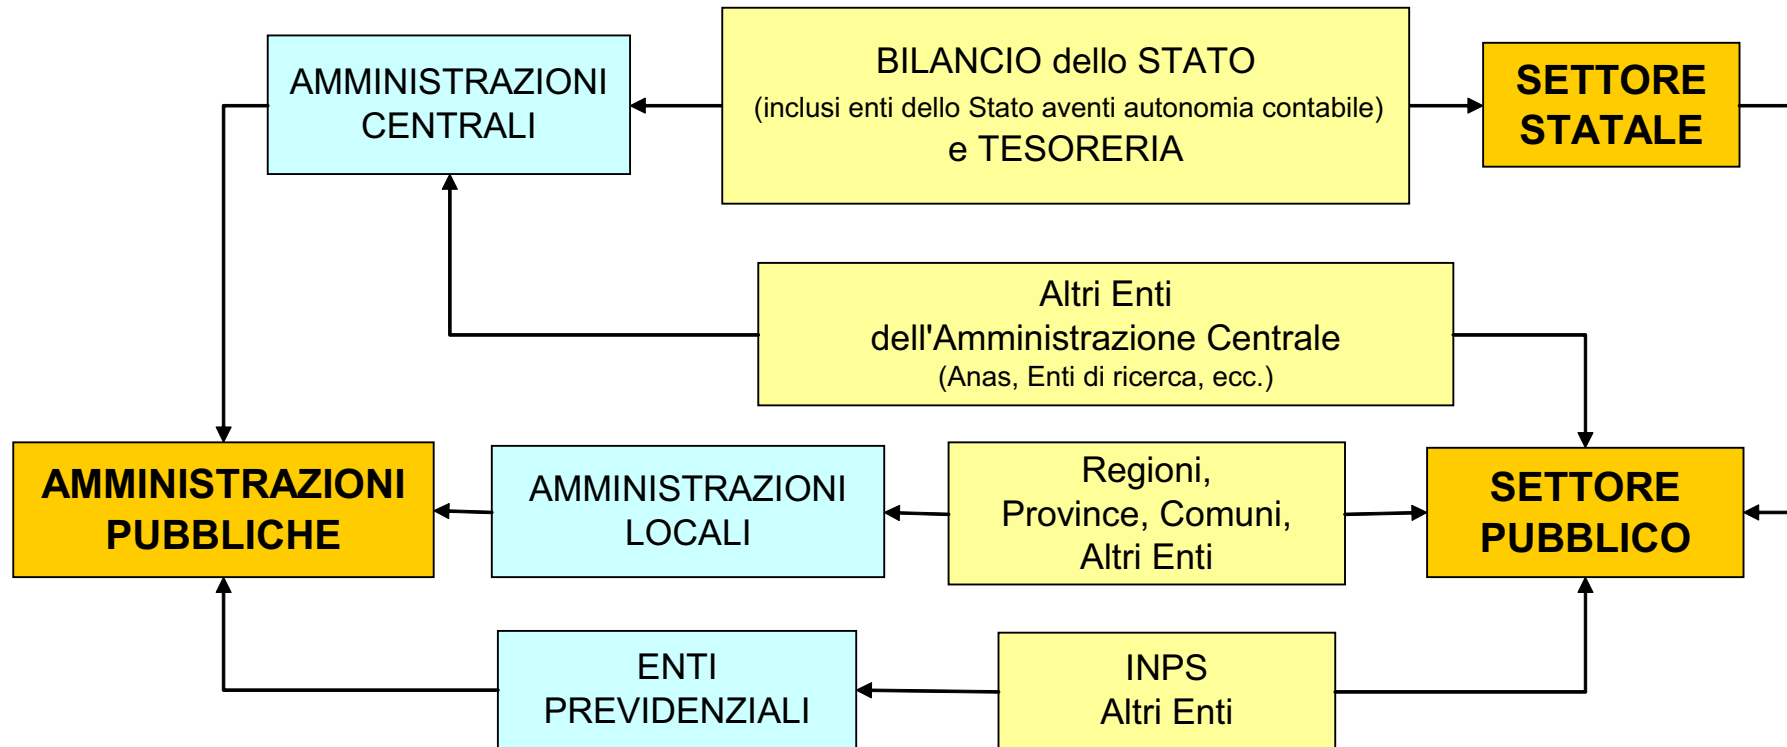 AMMINISTRAZIONI
CENTRALI
BILANCIO dello STATO
(inclusi enti dello Stato aventi autonomia contabile)
e TESORERIA
SETTORE
STATALE
Altri Enti
dell'Amministrazione Centrale
(Anas, Enti di ricerca, ecc.)
AMMINISTRAZIONI
PUBBLICHE
AMMINISTRAZIONI
LOCALI
Regioni,
Province, Comuni,
Altri Enti
SETTORE
PUBBLICO
ENTI
PREVIDENZIALI
INPS
Altri Enti